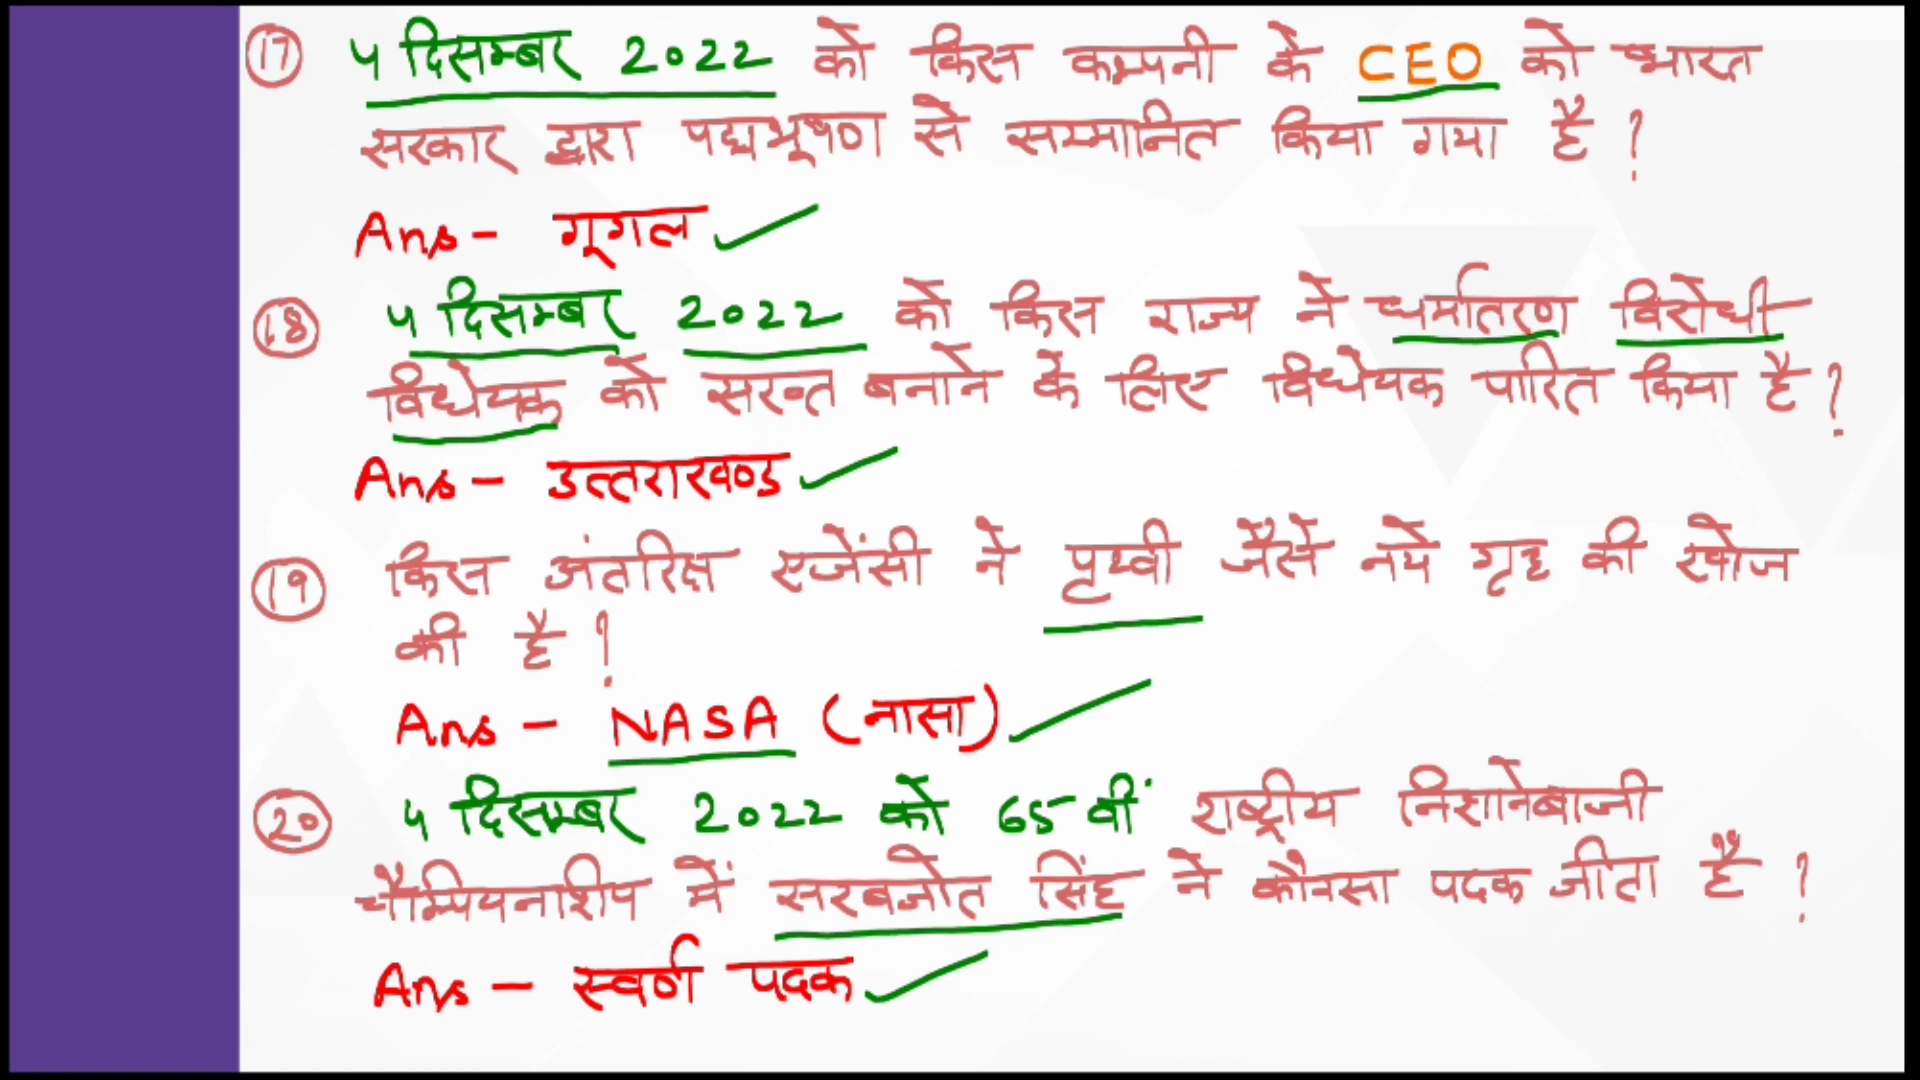 17 4 दिसम्बर 2022 को किस कम्पनी के CEO को भारत
सरकार द्वारा पद्मभूषण से सम्मानित किया गया है ?
Ans - गूगल
18 4 दिसम्बर 2022 को किस राज्य ने धर्मातरण विरोधी
विधेयक को सख्त बनाने के लिए विधेयक पारित किया है ?
Ans - उत्तराखण्ड
19 किस अंतरिक्ष एजेंसी ने पृथ्वी जैसे नये गृह की खोज
की है ?
Ans - NASA (नासा)
20 4 दिसम्बर 2022 को 65 वीं राष्ट्रीय निशानेबाजी
चैम्पियनशिप में सरबजोत सिंह ने कौनसा पदक जीता है ?
Ans - स्वर्ण पदक